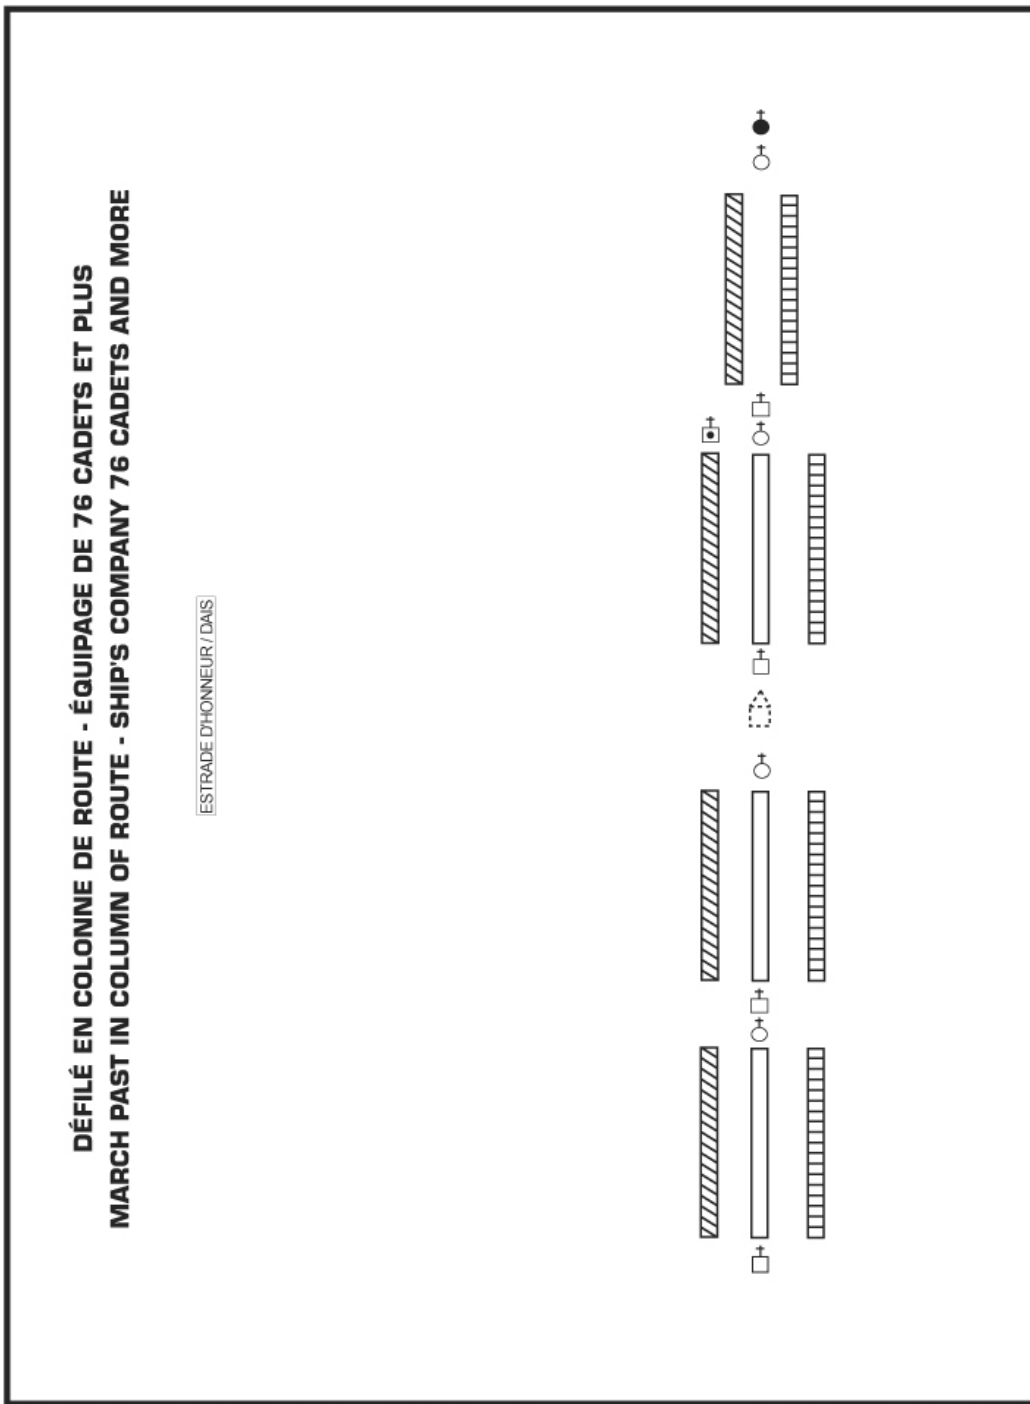 DÉFILÉ EN COLONNE DE ROUTE - ÉQUIPAGE DE 76 CADETS ET PLUS
MARCH PAST IN COLUMN OF ROUTE - SHIP'S COMPANY 76 CADETS AND MORE
ESTRADE D'HONNEUR / DAIS